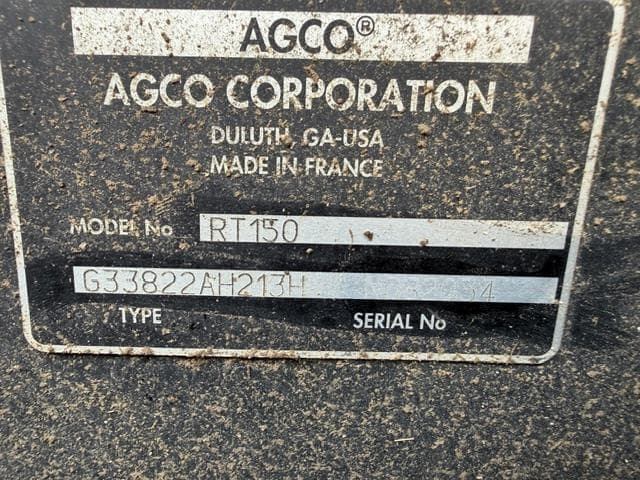 AGCO®
AGCO CORPORATION
DULUTH, GA-USA
MADE IN FRANCE
MODEL No RT150
G33822AH213H
TYPE SERIAL No